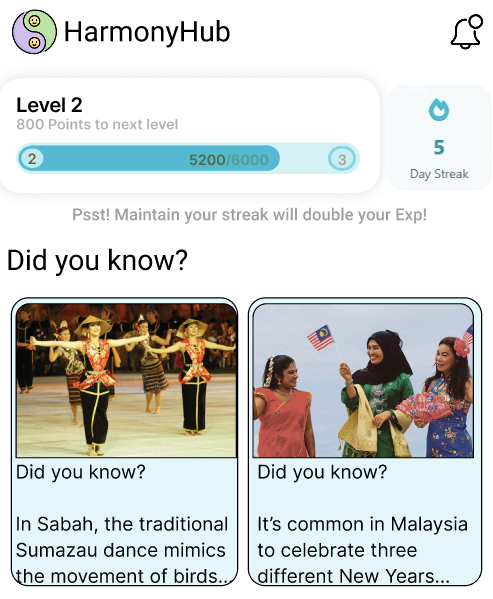 HarmonyHub
Level 2
800 Points to next level
2
5200/6000
3
5
Day Streak
Psst! Maintain your streak will double your Exp!
Did you know?
Did you know?
In Sabah, the traditional
Sumazau dance mimics
the movement of birds...
Did you know?
It’s common in Malaysia
to celebrate three
different New Years...